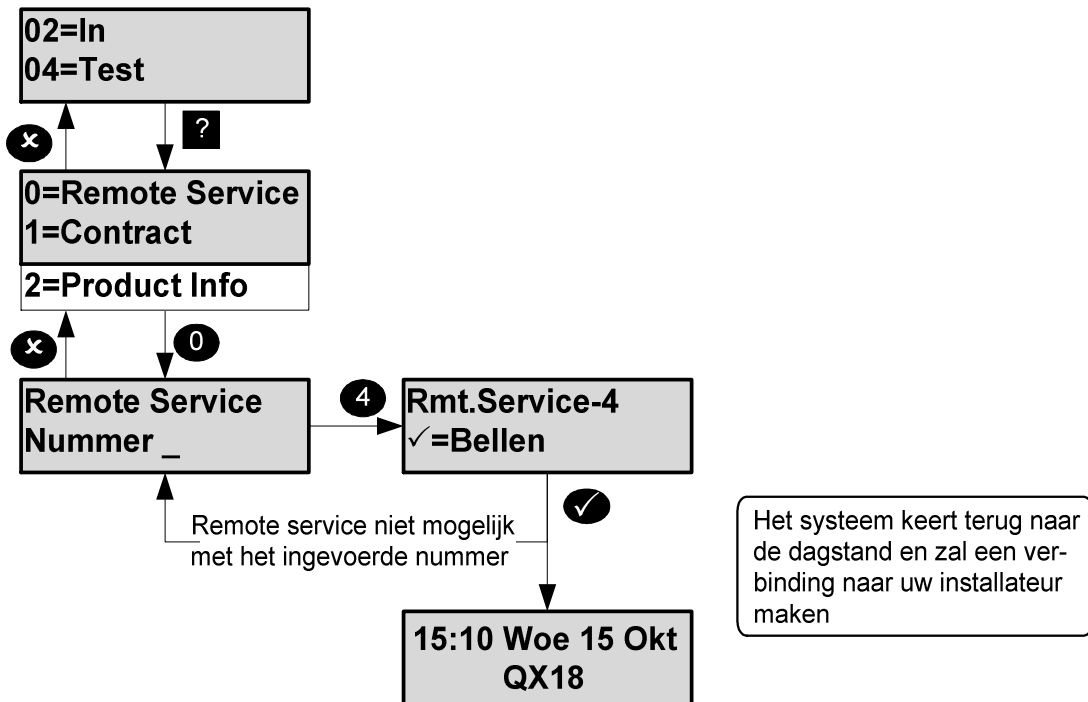 02=In
04=Test
?
x
0=Remote Service
1=Contract
2=Product Info
x
0
Remote Service
Nummer _
4
Rmt.Service-4
✓=Bellen
✓
Remote service niet mogelijk
met het ingevoerde nummer
Het systeem keert terug naar
de dagstand en zal een ver-
binding naar uw installateur
maken
15:10 Woe 15 Okt
QX18